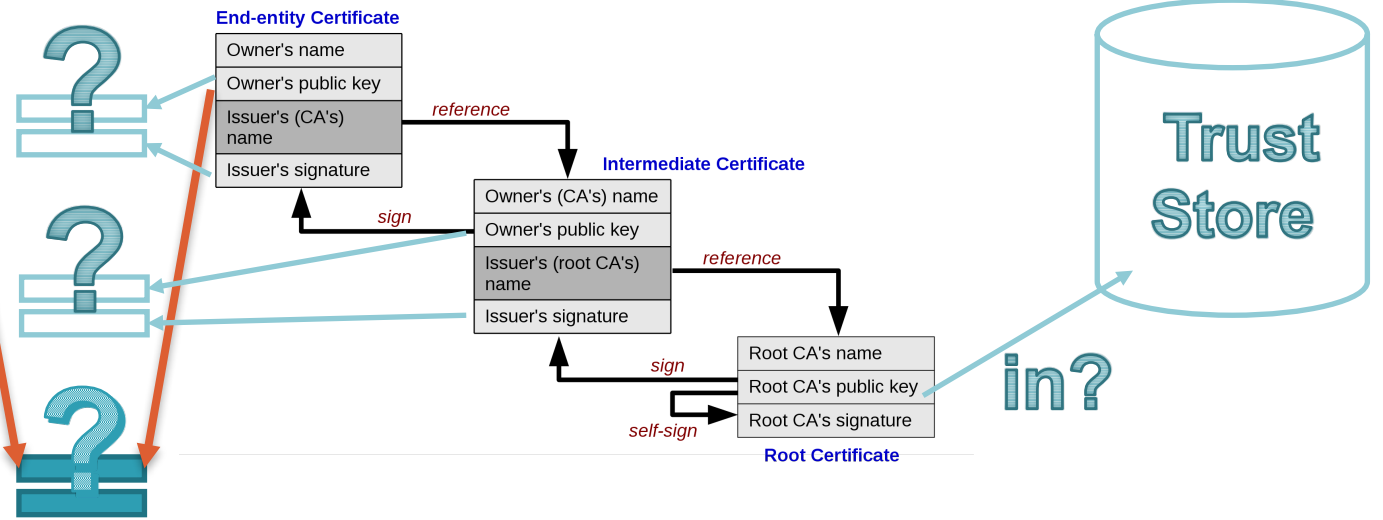 End-entity Certificate
Owner's name
Owner's public key
Issuer's (CA's)
name
Issuer's signature
reference
sign
Intermediate Certificate
Owner's (CA's) name
Owner's public key
Issuer's (root CA's)
name
Issuer's signature
reference
sign
self-sign
Root CA's name
Root CA's public key
Root CA's signature
Root Certificate
Trust
Store
in?
?
?
?